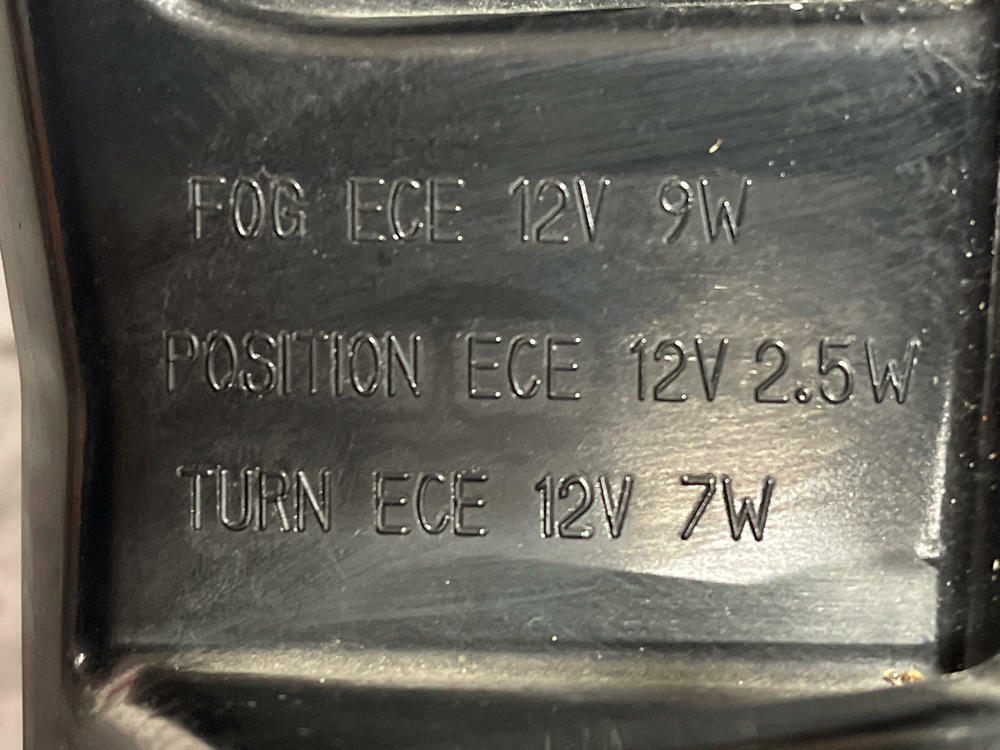 FOG ECE 12V 9W
POSITION ECE 12V 2.5W
TURN ECE 12V 7W